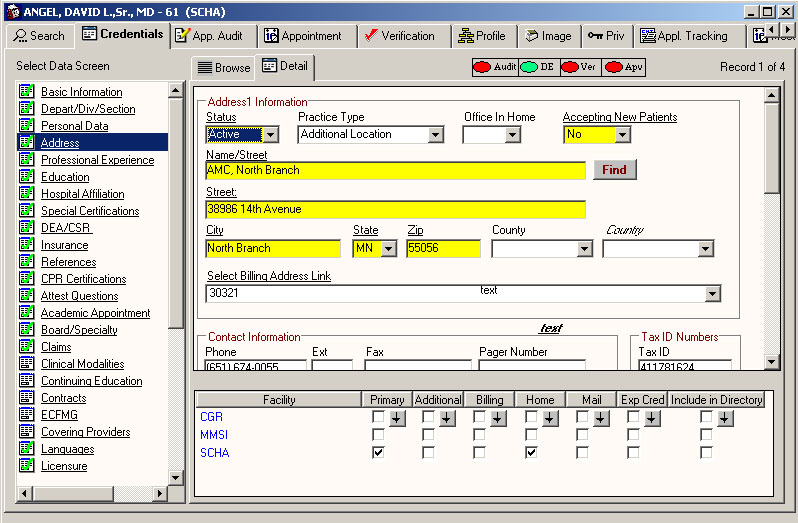 ANGEL, DAVID L.,Sr., MD - 61 (SCHA)
Search Credentials App. Audit Appointment Verification Profile Image Priv Appl. Tracking
Select Data Screen
Browse Detail Audit DE Ver Apv Record 1 of 4
Basic Information
Depart/Div/Section
Personal Data
Address
Professional Experience
Education
Hospital Affiliation
Special Certifications
DEA/CSR
Insurance
References
CPR Certifications
Attest Questions
Academic Appointment
Board/Specialty
Claims
Clinical Modalities
Continuing Education
Contracts
ECFMG
Covering Providers
Languages
Licensure
Address1 Information
Status Practice Type Office In Home Accepting New Patients
Active Additional Location No
Name/Street
AMC, North Branch Find
Street:
38986 14th Avenue
City State Zip County Country
North Branch MN 55056
Select Billing Address Link
30321 text
text
Contact Information Tax ID Numbers
Phone Ext Fax Pager Number Tax ID
(651) 674-0055 411781624
Facility Primary Additional Billing Home Mail Exp Cred Include in Directory
CGR
MMSI
SCHA